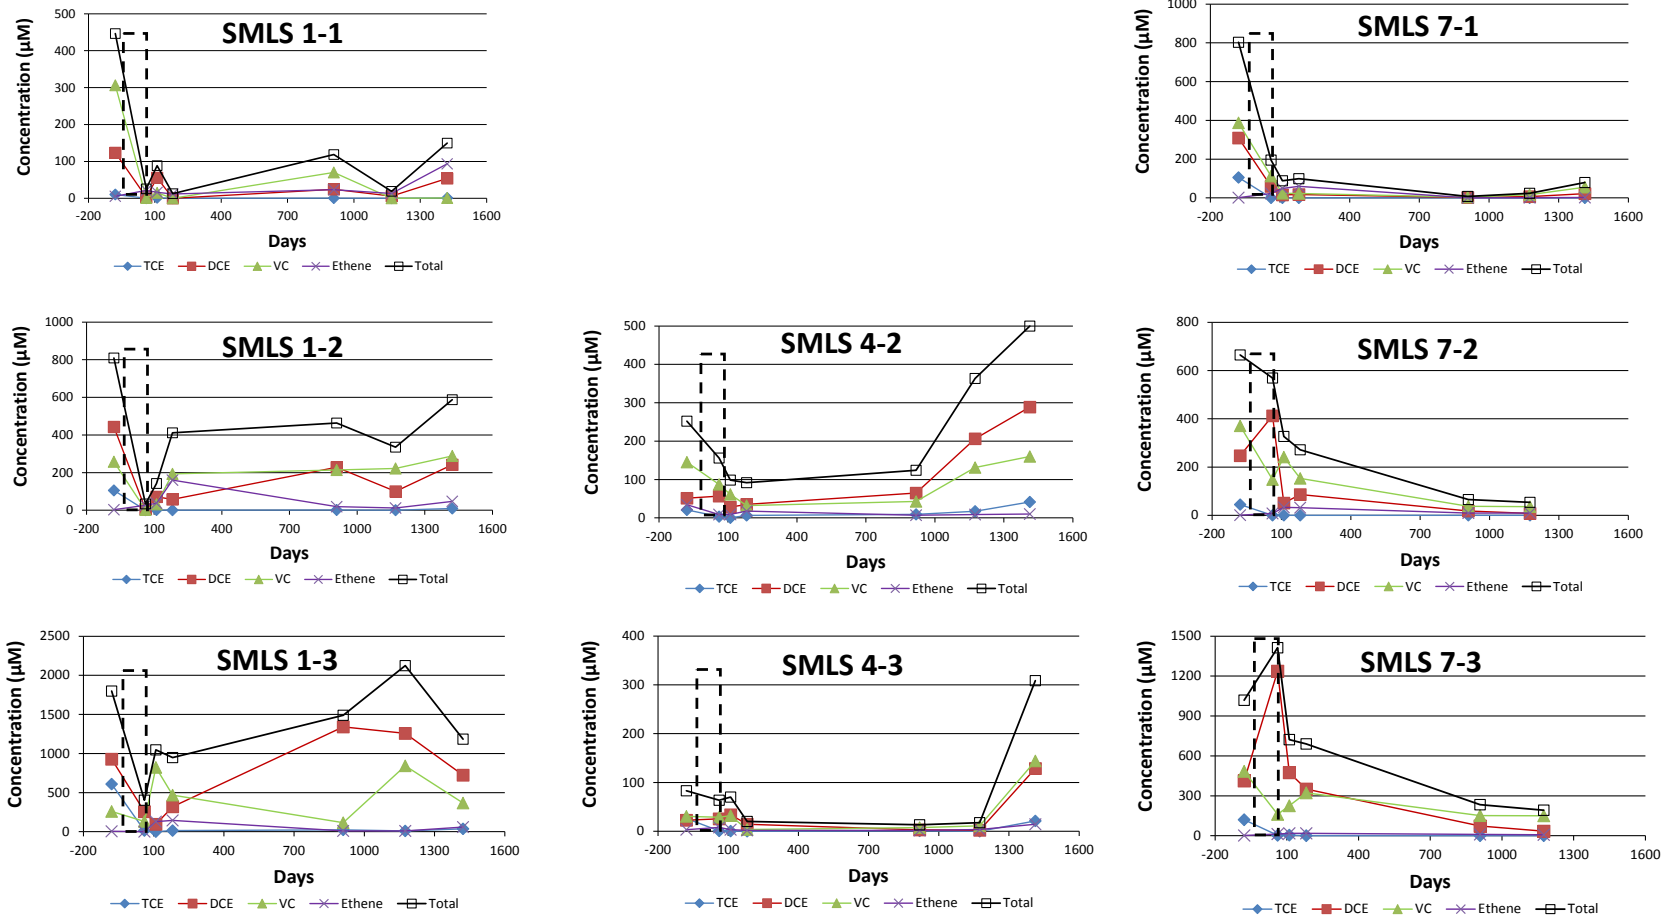 SMLS 1-1
Concentration (µM)
500
400
300
200
100
0
-200 100 400 700 1000 1300 1600
Days
TCE DCE VC Ethene Total
SMLS 7-1
Concentration (µM)
1000
800
600
400
200
0
-200 100 400 700 1000 1300 1600
Days
TCE DCE VC Ethene Total
SMLS 1-2
Concentration (µM)
1000
800
600
400
200
0
-200 100 400 700 1000 1300 1600
Days
TCE DCE VC Ethene Total
SMLS 4-2
Concentration (µM)
500
400
300
200
100
0
-200 100 400 700 1000 1300 1600
Days
TCE DCE VC Ethene Total
SMLS 7-2
Concentration (µM)
800
600
400
200
0
-200 100 400 700 1000 1300 1600
Days
TCE DCE VC Ethene Total
SMLS 1-3
Concentration (µM)
2500
2000
1500
1000
500
0
-200 100 400 700 1000 1300 1600
Days
TCE DCE VC Ethene Total
SMLS 4-3
Concentration (µM)
400
300
200
100
0
-200 100 400 700 1000 1300 1600
Days
TCE DCE VC Ethene Total
SMLS 7-3
Concentration (µM)
1500
1200
900
600
300
0
-200 100 400 700 1000 1300 1600
Days
TCE DCE VC Ethene Total